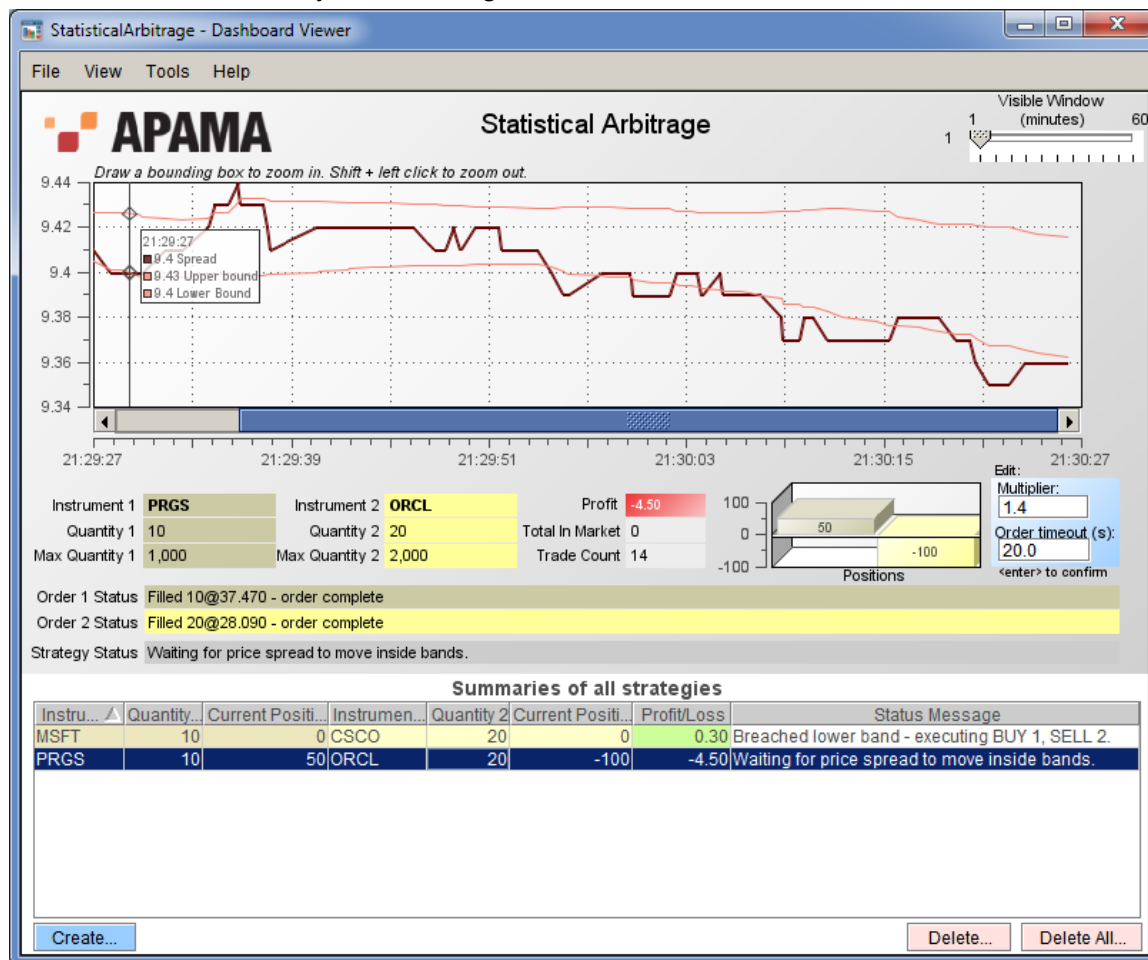 StatisticalArbitrage - Dashboard Viewer
File View Tools Help
APAMA
Statistical Arbitrage
Visible Window
(minutes)
1 60
1
Draw a bounding box to zoom in. Shift + left click to zoom out.
9.44
9.42
9.4
9.38
9.36
9.34
21:29:27
9.4 Spread
9.43 Upper bound
9.4 Lower Bound
21:29:27 21:29:39 21:29:51 21:30:03 21:30:15 21:30:27
Edit:
Multiplier:
1.4
Order timeout (s):
20.0
<enter> to confirm
Instrument 1 PRGS Instrument 2 ORCL Profit -4.50
Quantity 1 10 Quantity 2 20 Total In Market 0
Max Quantity 1 1,000 Max Quantity 2 2,000 Trade Count 14
100
0
-100
50
-100
Positions
Order 1 Status Filled 10@37.470 - order complete
Order 2 Status Filled 20@28.090 - order complete
Strategy Status Waiting for price spread to move inside bands.
Summaries of all strategies
Instru... Quantity... Current Positi... Instrumen... Quantity 2 Current Positi... Profit/Loss Status Message
MSFT 10 0 CSCO 20 0 0.30 Breached lower band - executing BUY 1, SELL 2.
PRGS 10 50 ORCL 20 -100 -4.50 Waiting for price spread to move inside bands.
Create... Delete... Delete All...